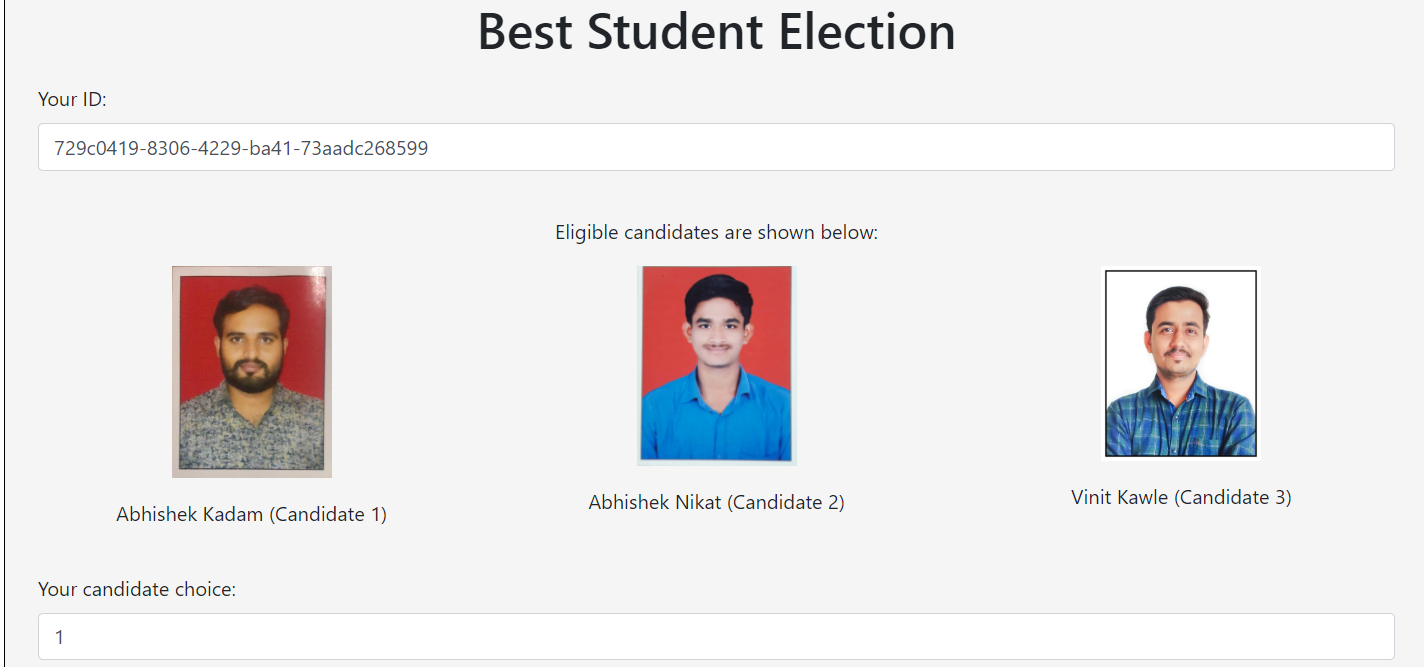 Best Student Election
Your ID:
729c0419-8306-4229-ba41-73aadc268599
Eligible candidates are shown below:
Abhishek Kadam (Candidate 1)
Abhishek Nikat (Candidate 2)
Vinit Kawle (Candidate 3)
Your candidate choice:
1